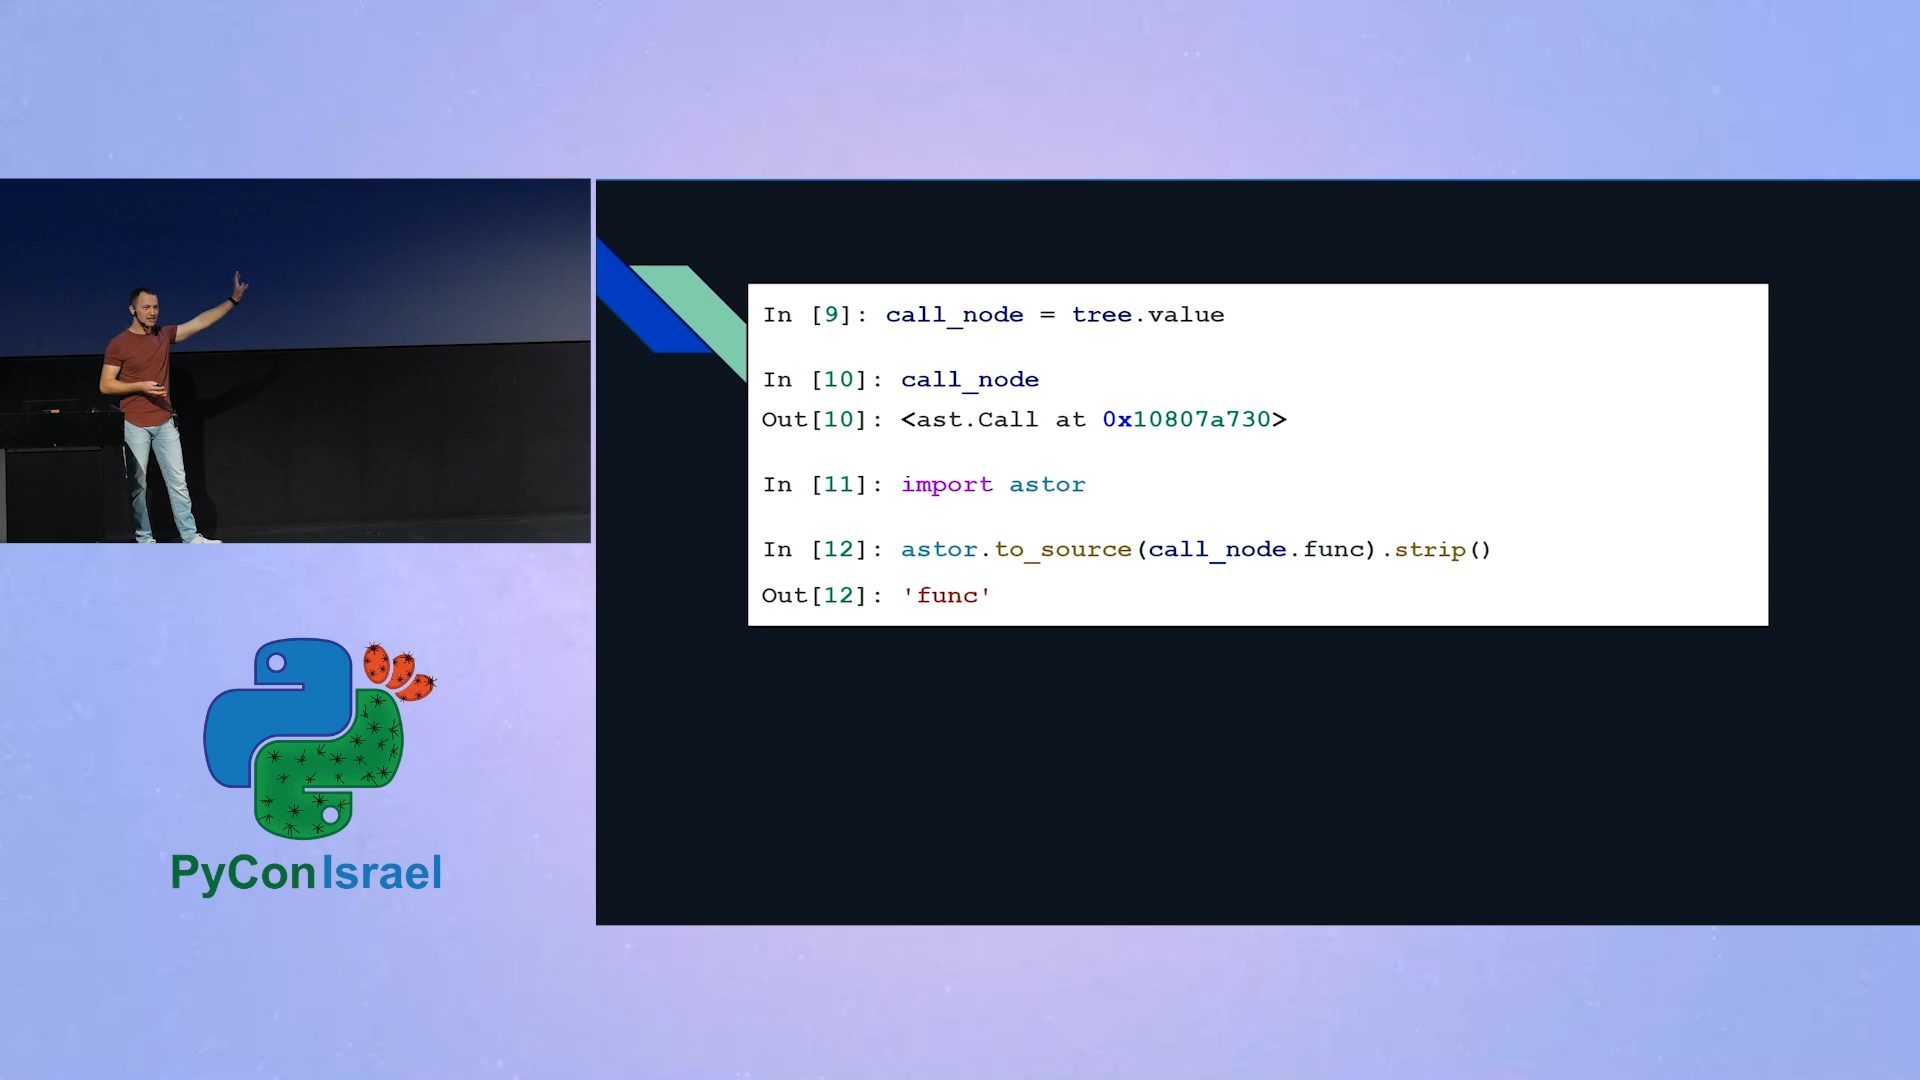 In [9]: call_node = tree.value
In [10]: call_node
Out[10]: <ast.Call at 0x10807a730>
In [11]: import astor
In [12]: astor.to_source(call_node.func).strip()
Out[12]: 'func'
PyConIsrael